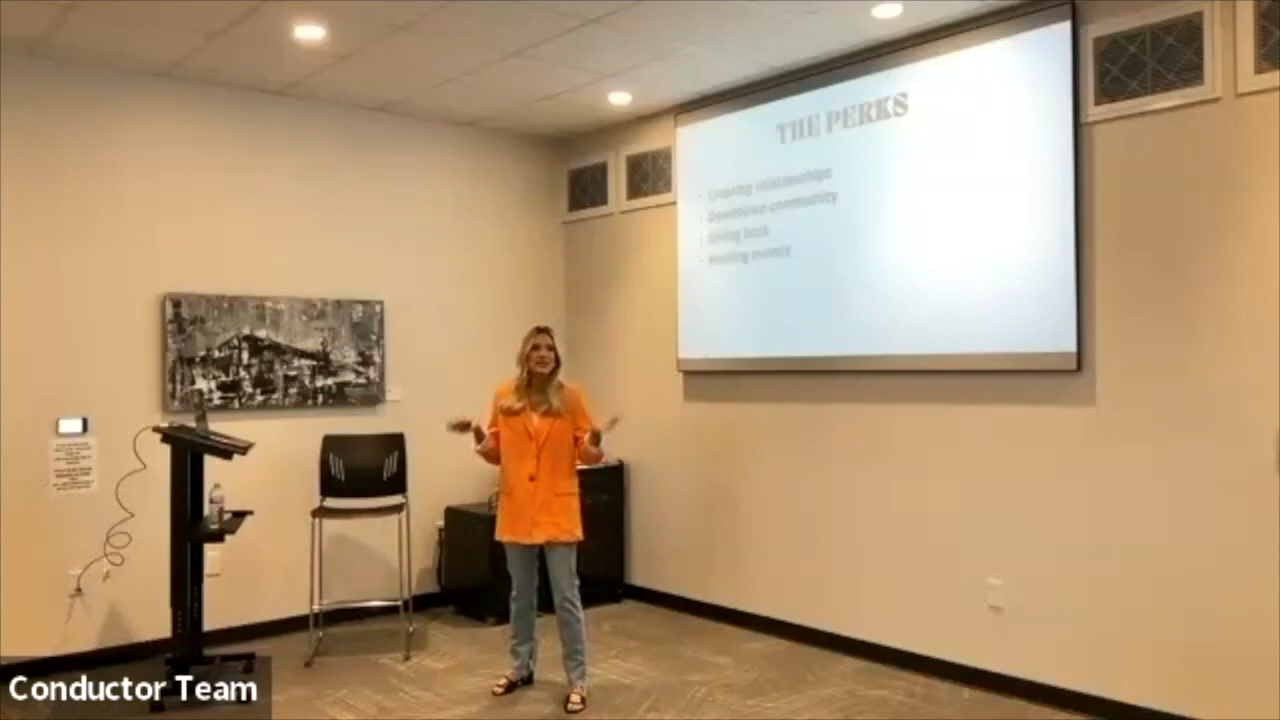 THE PERKS
Creating relationships
Downtown community
Giving back
Hosting events
Conductor Team